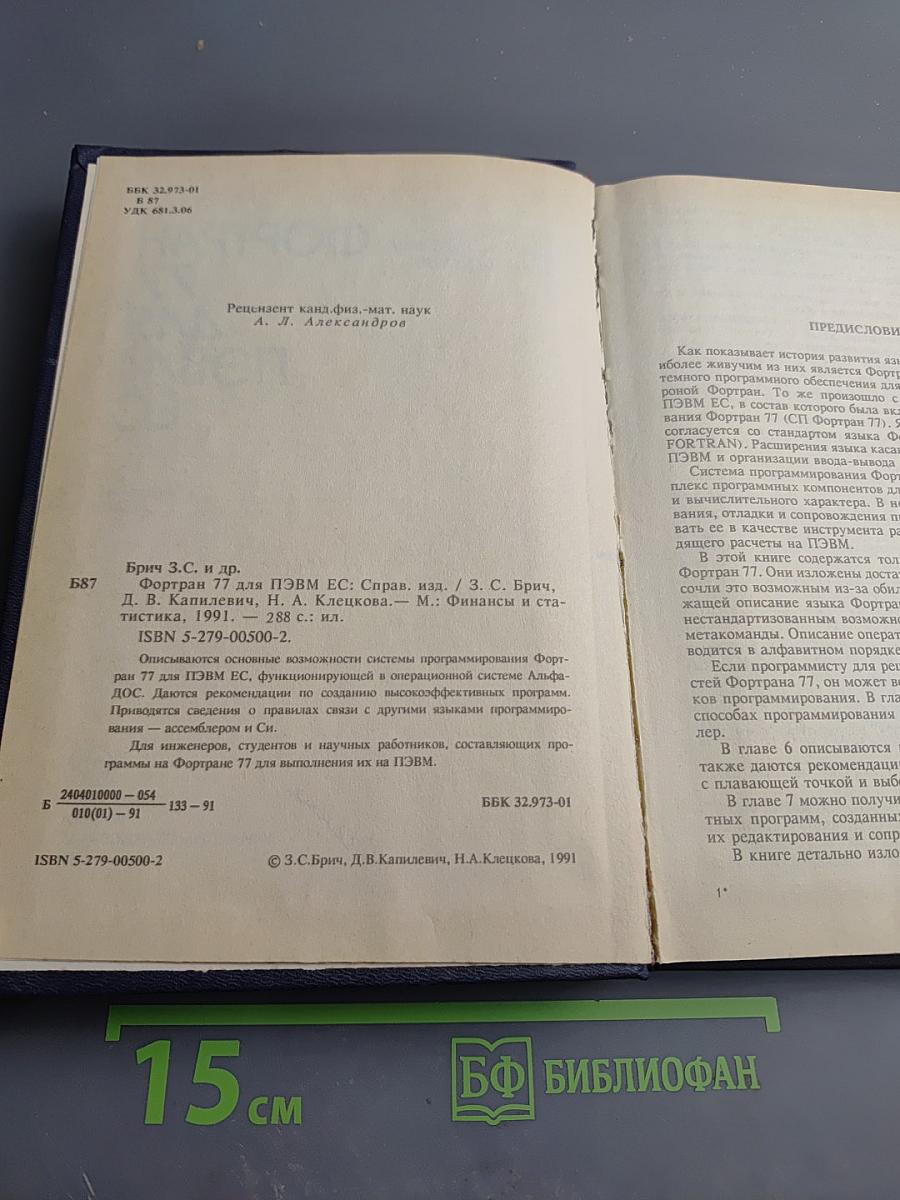 ББК 32.973-01
Б 87
УДК 681.3.06
Рецензент канд.физ.-мат. наук
А. Л. Александров
Брич З.С. и др.
Б87 Фортран 77 для ПЭВМ ЕС: Справ. изд. / З. С. Брич,
Д. В. Капилевич, Н. А. Клецкова.— М.: Финансы и ста-
тистика, 1991. — 288 с.: ил.
ISBN 5-279-00500-2.
Описываются основные возможности системы программирования Форт-
ран 77 для ПЭВМ ЕС, функционирующей в операционной системе Альфа-
ДОС. Даются рекомендации по созданию высокоэффективных программ.
Приводятся сведения о правилах связи с другими языками программиро-
вания — ассемблером и Си.
Для инженеров, студентов и научных работников, составляющих про-
граммы на Фортране 77 для выполнения их на ПЭВМ.
Б 2404010000 – 054
010(01) – 91 133 – 91
ББК 32.973-01
ISBN 5-279-00500-2
© З.С.Брич, Д.В.Капилевич, Н.А.Клецкова, 1991
ПРЕДИСЛОВИ
Как показывает история развития язы
иболее живучим из них является Фортр
темного программного обеспечения для
роной Фортран. То же произошло с
ПЭВМ ЕС, в состав которого была вкл
вания Фортран 77 (СП Фортран 77). Я
согласуется со стандартом языка Фо
FORTRAN). Расширения языка касаю
ПЭВМ и организации ввода-вывода
Система программирования Форт
плекс программных компонентов дл
и вычислительного характера. В не
вания, отладки и сопровождения п
вать ее в качестве инструмента ра
дящего расчеты на ПЭВМ.
В этой книге содержатся толь
Фортран 77. Они изложены доста
сочли это возможным из-за обил
жащей описание языка Фортра
нестандартизованным возможно
метакоманды. Описание операт
водится в алфавитном порядке
Если программисту для реш
стей Фортрана 77, он может во
ков программирования. В гла
способах программирования
лер.
В главе 6 описываются
также даются рекомендаци
с плавающей точкой и выбо
В главе 7 можно получи
тных программ, созданных
их редактирования и сопр
В книге детально изло
1*
15 см
БФ БИБЛИОФАН